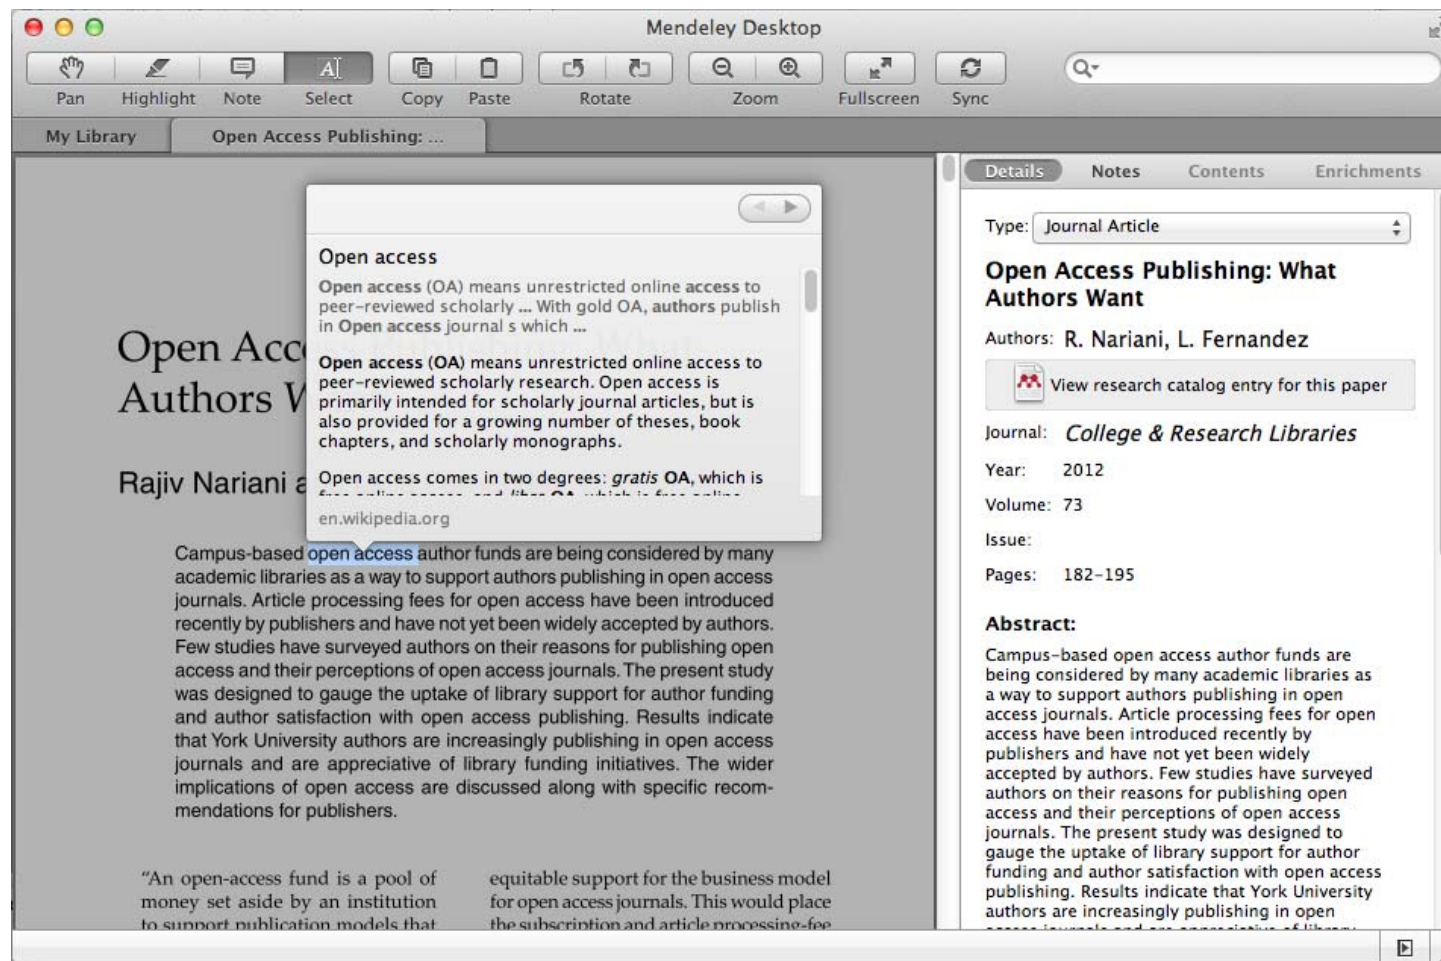 Mendeley Desktop
Pan Highlight Note Select Copy Paste Rotate Zoom Fullscreen Sync
My Library Open Access Publishing: ...
Open access
Open access (OA) means unrestricted online access to
peer-reviewed scholarly ... With gold OA, authors publish
in Open access journal s which ...
Open access (OA) means unrestricted online access to
peer-reviewed scholarly research. Open access is
primarily intended for scholarly journal articles, but is
also provided for a growing number of theses, book
chapters, and scholarly monographs.
Open access comes in two degrees: gratis OA, which is
en.wikipedia.org
Open Acc
Authors W
Rajiv Nariani a
Campus-based open access author funds are being considered by many
academic libraries as a way to support authors publishing in open access
journals. Article processing fees for open access have been introduced
recently by publishers and have not yet been widely accepted by authors.
Few studies have surveyed authors on their reasons for publishing open
access and their perceptions of open access journals. The present study
was designed to gauge the uptake of library support for author funding
and author satisfaction with open access publishing. Results indicate
that York University authors are increasingly publishing in open access
journals and are appreciative of library funding initiatives. The wider
implications of open access are discussed along with specific recom-
mendations for publishers.
“An open-access fund is a pool of
money set aside by an institution
to support publication models that
equitable support for the business model
for open access journals. This would place
the subscription and article processing-fee
Details Notes Contents Enrichments
Type: Journal Article
Open Access Publishing: What
Authors Want
Authors: R. Nariani, L. Fernandez
View research catalog entry for this paper
Journal: College & Research Libraries
Year: 2012
Volume: 73
Issue:
Pages: 182-195
Abstract:
Campus-based open access author funds are
being considered by many academic libraries as
a way to support authors publishing in open
access journals. Article processing fees for open
access have been introduced recently by
publishers and have not yet been widely
accepted by authors. Few studies have surveyed
authors on their reasons for publishing open
access and their perceptions of open access
journals. The present study was designed to
gauge the uptake of library support for author
funding and author satisfaction with open access
publishing. Results indicate that York University
authors are increasingly publishing in open